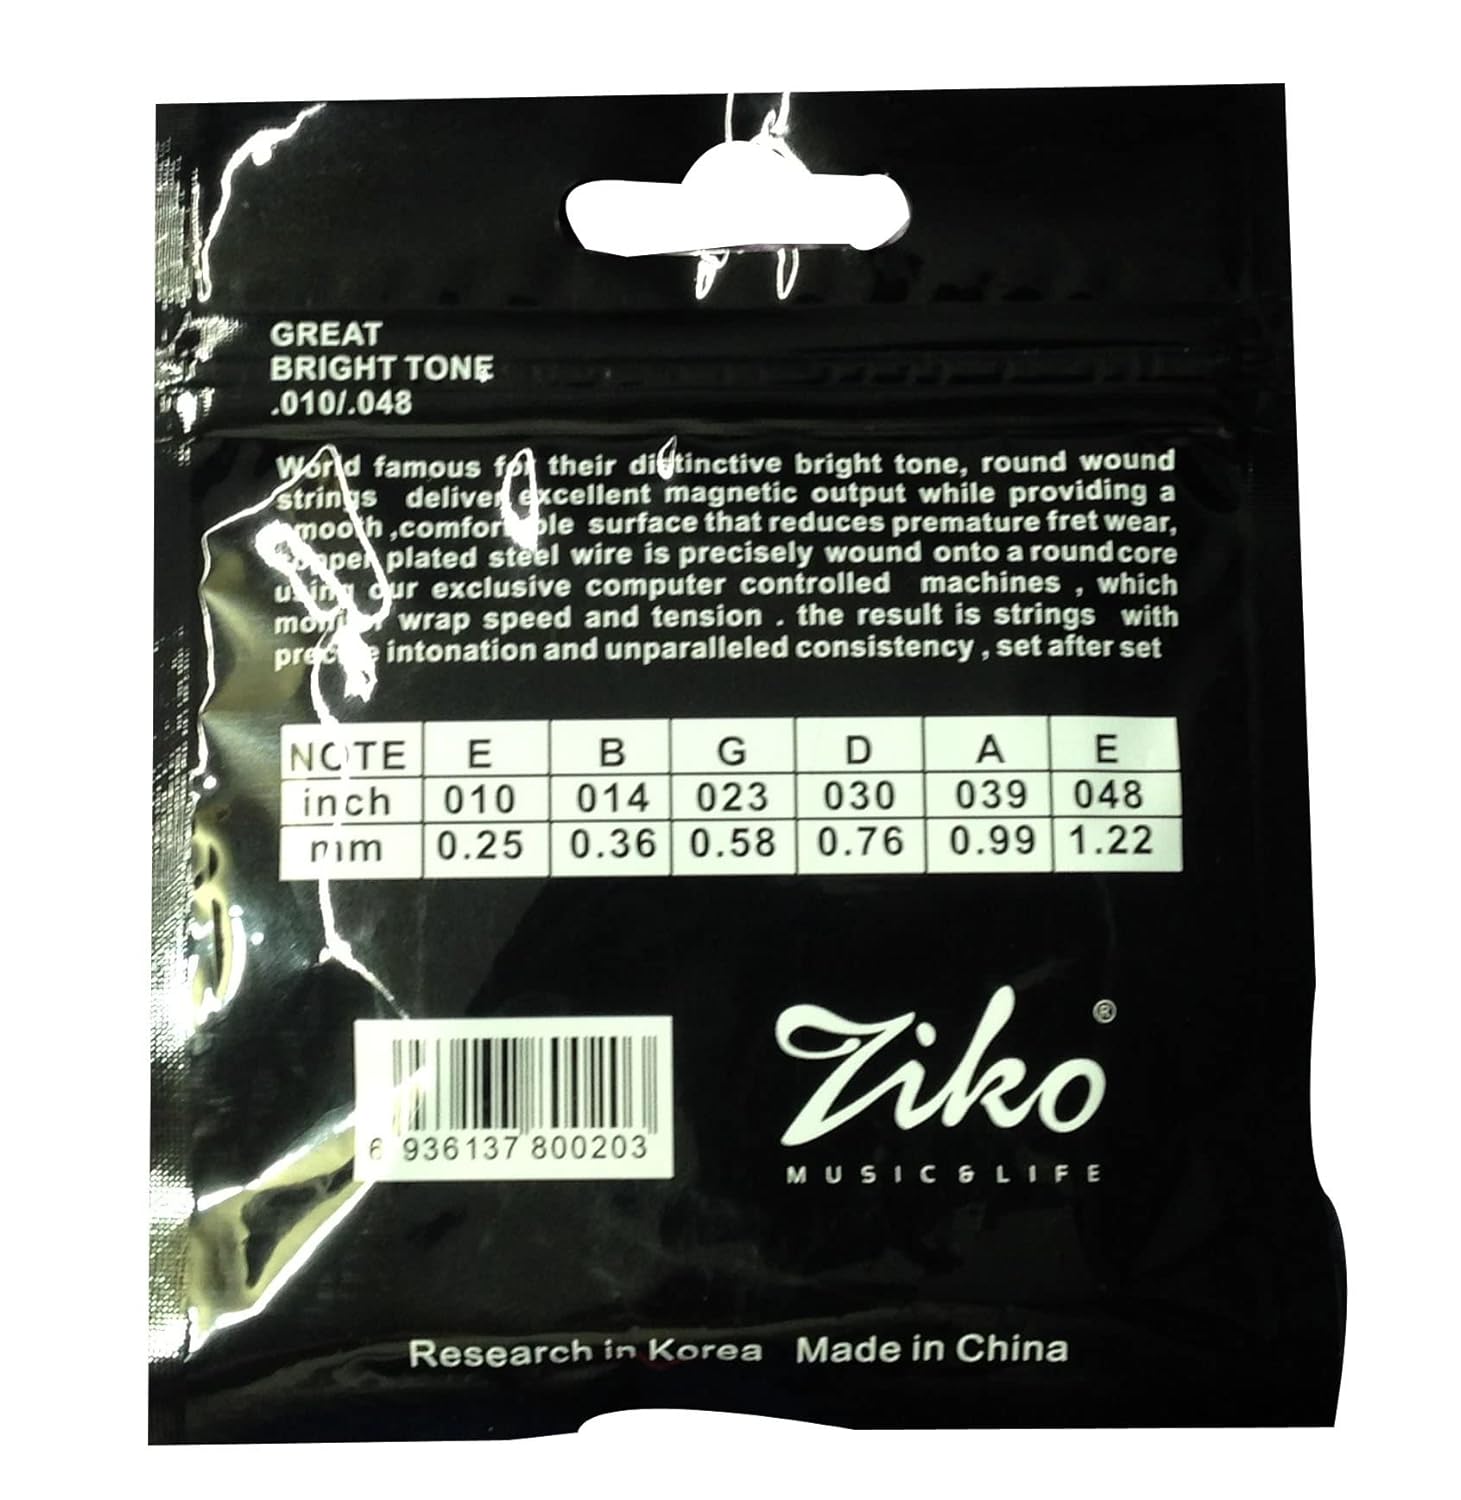 GREAT
BRIGHT TONE
.010/.048
World famous for their distinctive bright tone, round wound
strings deliver excellent magnetic output while providing a
smooth ,comfortable surface that reduces premature fret wear,
copper plated steel wire is precisely wound onto a round core
using our exclusive computer controlled machines , which
monitor wrap speed and tension . the result is strings with
precise intonation and unparalleled consistency , set after set
NOTE E B G D A E
inch 010 014 023 030 039 048
mm 0.25 0.36 0.58 0.76 0.99 1.22
Ziko ®
MUSIC & LIFE
6 936137 800203
Research in Korea Made in China